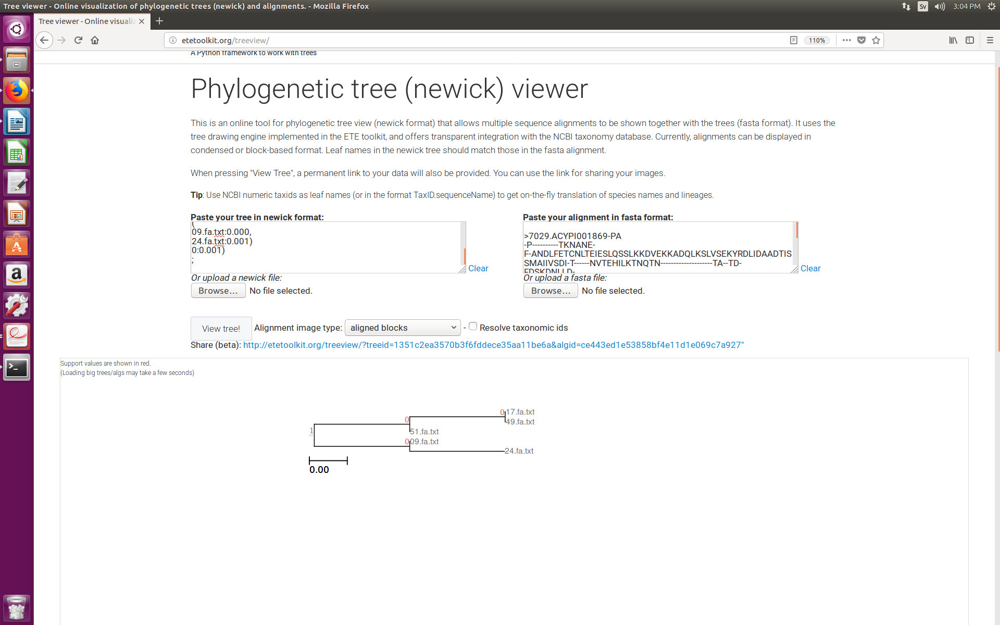 Tree viewer - Online visualization of phylogenetic trees (newick) and alignments. - Mozilla Firefox
Sv
3:04 PM
Tree viewer - Online visualiz
etetoolkit.org/treeview/
110%
A Python framework to work with trees
Phylogenetic tree (newick) viewer
This is an online tool for phylogenetic tree view (newick format) that allows multiple sequence alignments to be shown together with the trees (fasta format). It uses the
tree drawing engine implemented in the ETE toolkit, and offers transparent integration with the NCBI taxonomy database. Currently, alignments can be displayed in
condensed or block-based format. Leaf names in the newick tree should match those in the fasta alignment.
When pressing "View Tree", a permanent link to your data will also be provided. You can use the link for sharing your images.
Tip: Use NCBI numeric taxids as leaf names (or in the format TaxID.sequenceName) to get on-the-fly translation of species names and lineages.
Paste your tree in newick format:
(
09.fa.txt:0.000,
24.fa.txt:0.001)
0:0.001)
;
Clear
Or upload a newick file:
Browse...
No file selected.
Paste your alignment in fasta format:
>7029.ACYPI001869-PA
-P----------TKNANE-
F-ANDLFETCNLTEIESLQSSLKKDVEKKADQLKSLVSEKYRDLIDAADTIS
SMAIIVSDI-T------NVTEHILKTNQTN--------------------TA--TD-
FDSKDNLLD-
Clear
Or upload a fasta file:
Browse...
No file selected.
View tree!
Alignment image type:
aligned blocks
- Resolve taxonomic ids
Share (beta): http://etetoolkit.org/treeview/?treeid=1351c2ea3570b3f6fddece35aa11be6a&algid=ce443ed1e53858bf4e11d1e069c7a927"
Support values are shown in red.
(Loading big trees/algs may take a few seconds)
0 17.fa.txt
49.fa.txt
0
51.fa.txt
1
0 09.fa.txt
24.fa.txt
0.00